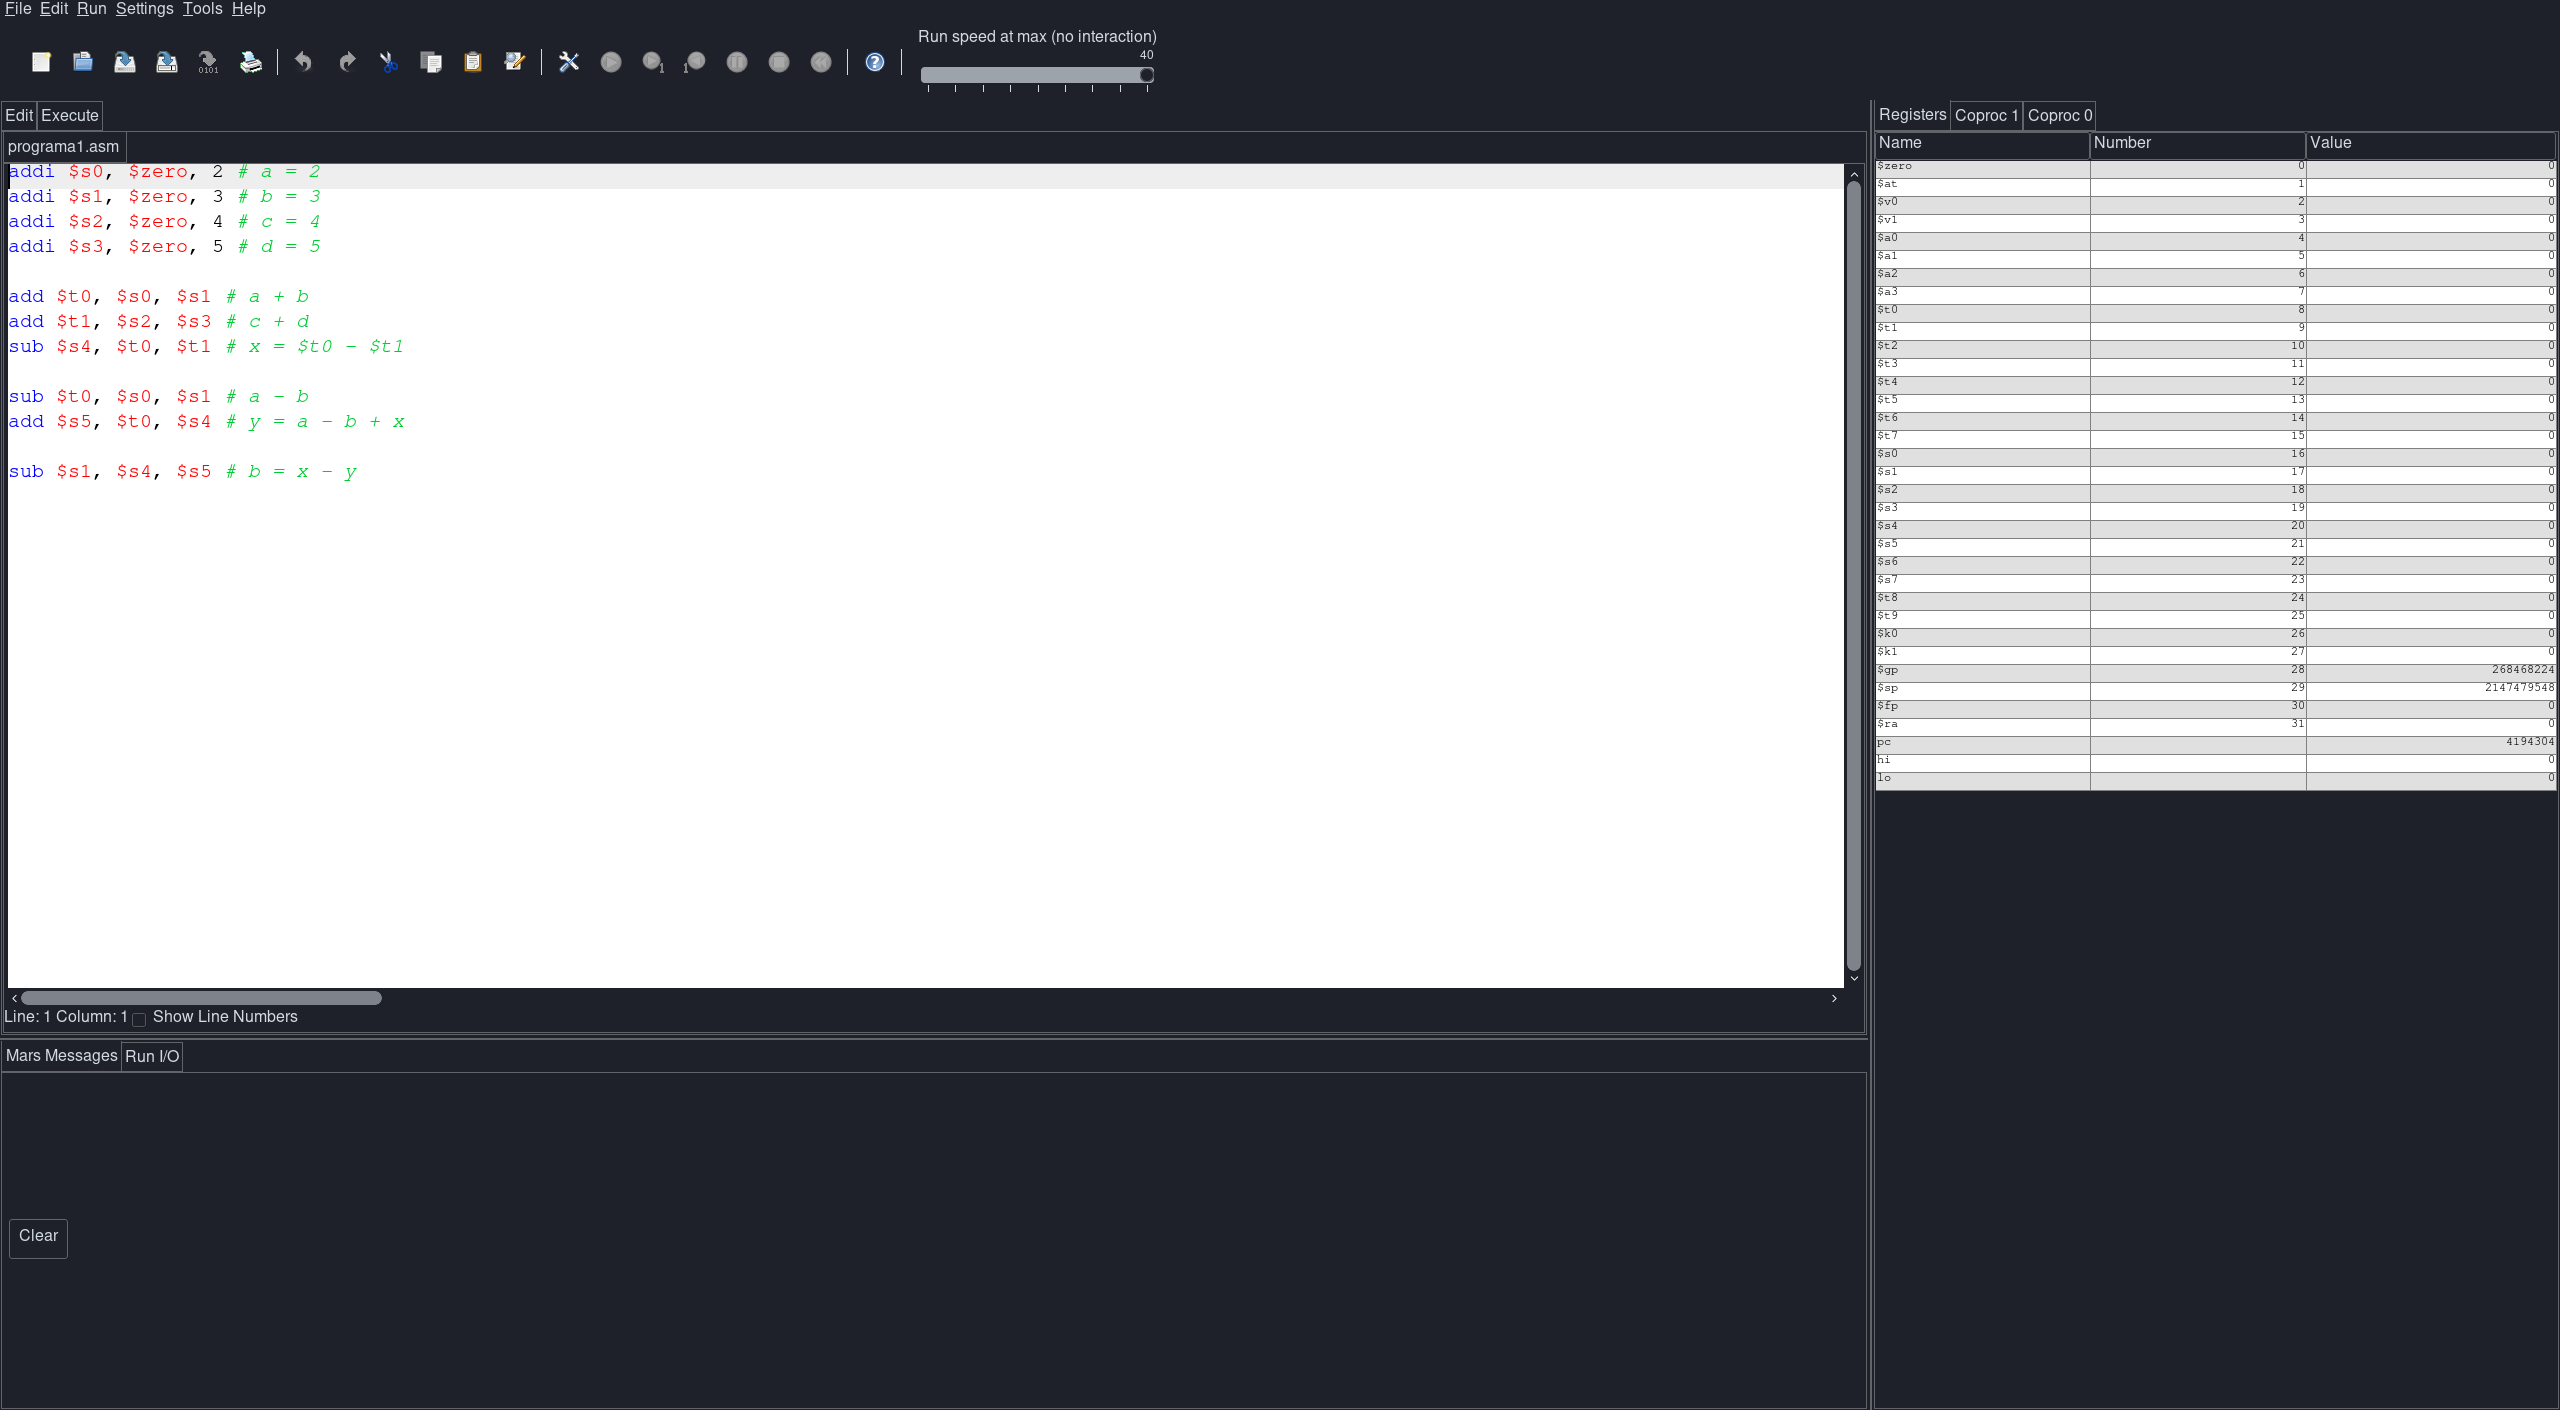 File Edit Run Settings Tools Help
Run speed at max (no interaction)
40
0101
1
1
?
Edit Execute
programa1.asm
addi $s0, $zero, 2 # a = 2
addi $s1, $zero, 3 # b = 3
addi $s2, $zero, 4 # c = 4
addi $s3, $zero, 5 # d = 5
add $t0, $s0, $s1 # a + b
add $t1, $s2, $s3 # c + d
sub $s4, $t0, $t1 # x = $t0 - $t1
sub $t0, $s0, $s1 # a - b
add $s5, $t0, $s4 # y = a - b + x
sub $s1, $s4, $s5 # b = x - y
Line: 1 Column: 1 Show Line Numbers
Mars Messages Run I/O
Clear
Registers Coproc 1 Coproc 0
Name Number Value
$zero 0 0
$at 1 0
$v0 2 0
$v1 3 0
$a0 4 0
$a1 5 0
$a2 6 0
$a3 7 0
$t0 8 0
$t1 9 0
$t2 10 0
$t3 11 0
$t4 12 0
$t5 13 0
$t6 14 0
$t7 15 0
$s0 16 0
$s1 17 0
$s2 18 0
$s3 19 0
$s4 20 0
$s5 21 0
$s6 22 0
$s7 23 0
$t8 24 0
$t9 25 0
$k0 26 0
$k1 27 0
$gp 28 268468224
$sp 29 2147479548
$fp 30 0
$ra 31 0
pc 4194304
hi 0
lo 0